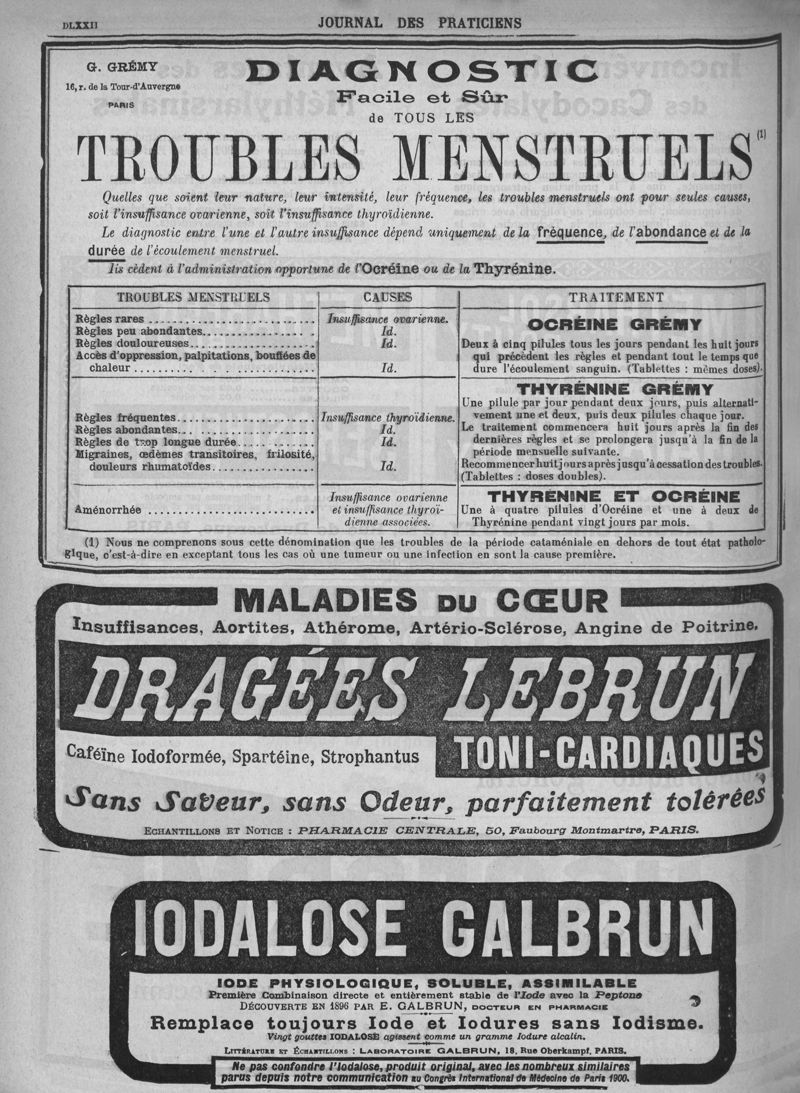 DLXXII
JOURNAL DES PRATICIENS
G. GRÉMY
16, r. de la Tour-d'Auvergne
PARIS
DIAGNOSTIC
Facile et Sûr
de TOUS LES
TROUBLES MENSTRUELS (1)
Quelles que soient leur nature, leur intensité, leur fréquence, les troubles menstruels ont pour seules causes,
soit l'insuffisance ovarienne, soit l'insuffisance thyroïdienne.
Le diagnostic entre l'une et l'autre insuffisance dépend uniquement de la fréquence, de l'abondance et de la
durée de l'écoulement menstruel.
Ils cèdent à l'administration opportune de l'Ocréine ou de la Thyrénine.
TROUBLES MENSTRUELS
CAUSES
TRAITEMENT
Règles rares
Insuffisance ovarienne.
Règles peu abondantes
Id.
Règles douloureuses
Id.
Accès d'oppression, palpitations, bouffées de
chaleur
Id.
OCRÉINE GRÉMY
Deux à cinq pilules tous les jours pendant les huit jours
qui précèdent les règles et pendant tout le temps que
dure l'écoulement sanguin. (Tablettes : mêmes doses).
Règles fréquentes
Insuffisance thyroïdienne.
Règles abondantes
Id.
Règles de trop longue durée
Id.
Migraines, œdèmes transitoires, frilosité,
douleurs rhumatoïdes
Id.
THYRÉNINE GRÉMY
Une pilule par jour pendant deux jours, puis alternati-
vement une et deux, puis deux pilules chaque jour.
Le traitement commencera huit jours après la fin des
dernières règles et se prolongera jusqu'à la fin de la
période mensuelle suivante.
Recommencer huit jours après jusqu'à cessation des troubles.
(Tablettes : doses doubles).
Aménorrhée
Insuffisance ovarienne
et insuffisance thyroï-
dienne associées.
THYRÉNINE ET OCRÉINE
Une à quatre pilules d'Ocréine et une à deux de
Thyrénine pendant vingt jours par mois.
(1) Nous ne comprenons sous cette dénomination que les troubles de la période cataméniale en dehors de tout état patholo-
gique, c'est-à-dire en exceptant tous les cas où une tumeur ou une infection en sont la cause première.
MALADIES DU CŒUR
Insuffisances, Aortites, Athérome, Artério-Sclérose, Angine de Poitrine.
DRAGÉES LEBRUN
Caféïne Iodoformée, Spartéine, Strophantus
TONI-CARDIAQUES
Sans Saveur, sans Odeur, parfaitement tolérées
ECHANTILLONS ET NOTICE : PHARMACIE CENTRALE, 50, Faubourg Montmartre, PARIS.
IODALOSE GALBRUN
IODE PHYSIOLOGIQUE, SOLUBLE, ASSIMILABLE
Première Combinaison directe et entièrement stable de l'Iode avec la Peptone
DÉCOUVERTE EN 1896 PAR E. GALBRUN, DOCTEUR EN PHARMACIE
Remplace toujours Iode et Iodures sans Iodisme.
Vingt gouttes IODALOSE agissent comme un gramme Iodure alcalin.
LITTÉRATURE ET ÉCHANTILLONS : LABORATOIRE GALBRUN, 18, Rue Oberkampf, PARIS.
Ne pas confondre l'Iodalose, produit original, avec les nombreux similaires
parus depuis notre communication au Congrès International de Médecine de Paris 1900.